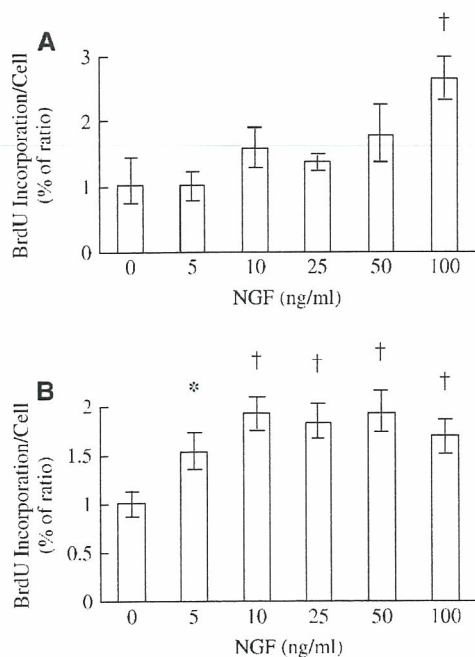 A
†
3
2
1
0
BrdU Incorporation/Cell
(% of ratio)
0 5 10 25 50 100
NGF (ng/ml)
B
* † † † †
2
1.5
1
0.5
0
BrdU Incorporation/Cell
(% of ratio)
0 5 10 25 50 100
NGF (ng/ml)